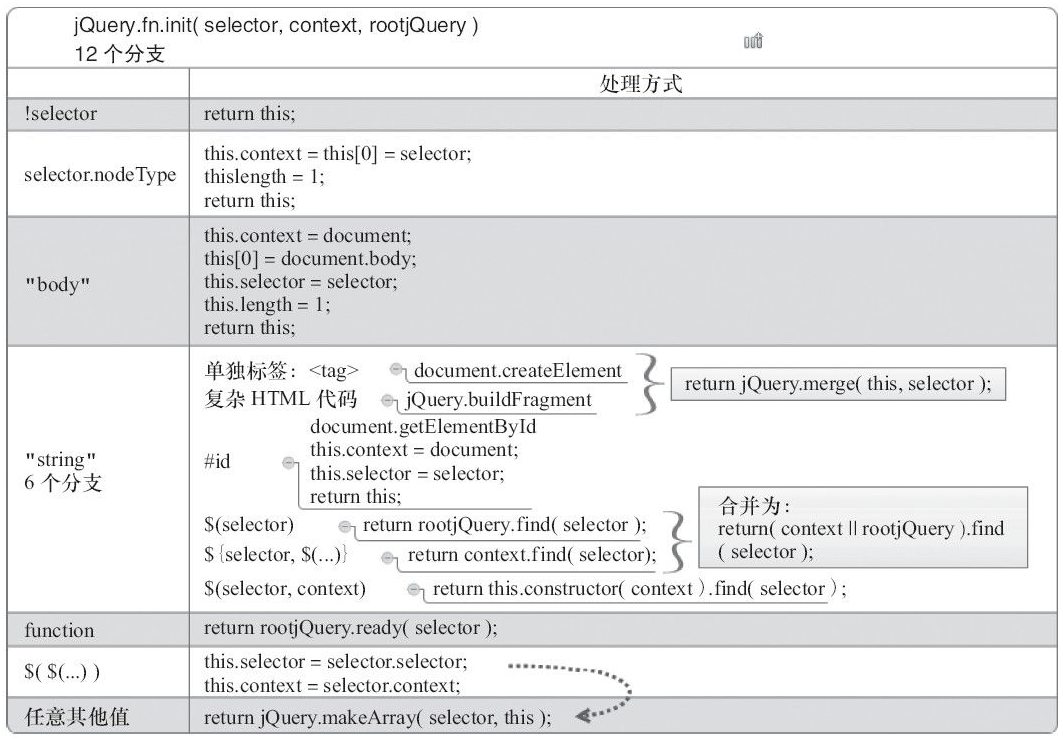 jQuery.fn.init( selector, context, rootjQuery )
12 个分支
处理方式
!selector
return this;
selector.nodeType
this.context = this[0] = selector;
thislength = 1;
return this;
"body"
this.context = document;
this[0] = document.body;
this.selector = selector;
this.length = 1;
return this;
"string"
6 个分支
单独标签：<tag>
document.createElement
复杂 HTML 代码
jQuery.buildFragment
return jQuery.merge( this, selector );
#id
document.getElementById
this.context = document;
this.selector = selector;
return this;
$(selector)
return rootjQuery.find( selector );
${selector, $(...)}
return context.find( selector);
合并为：
return( context || rootjQuery ).find
( selector );
$(selector, context)
return this.constructor( context ).find( selector );
function
return rootjQuery.ready( selector );
$( $(...) )
this.selector = selector.selector;
this.context = selector.context;
任意其他值
return jQuery.makeArray( selector, this );